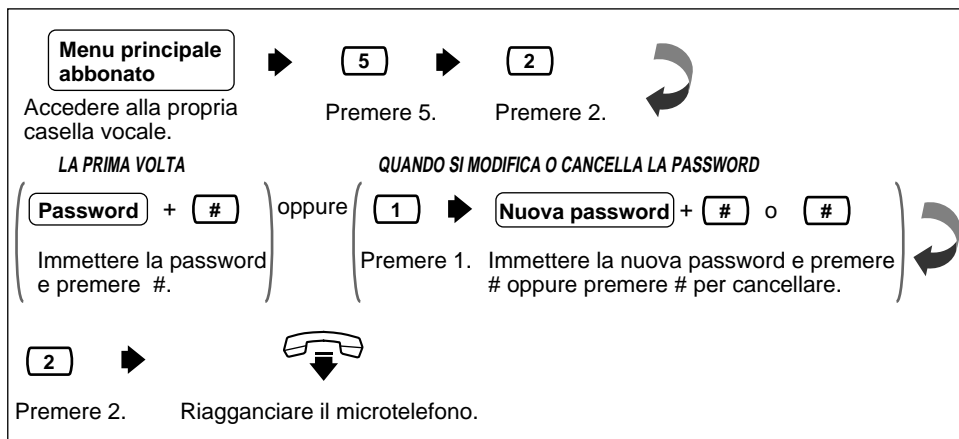 Menu principale
abbonato
5
2
Accedere alla propria
casella vocale.
Premere 5.
Premere 2.
LA PRIMA VOLTA
QUANDO SI MODIFICA O CANCELLA LA PASSWORD
Password + # oppure 1 Nuova password + # o #
Immettere la password
e premere #.
Premere 1.
Immettere la nuova password e premere
# oppure premere # per cancellare.
2
Premere 2.
Riagganciare il microtelefono.